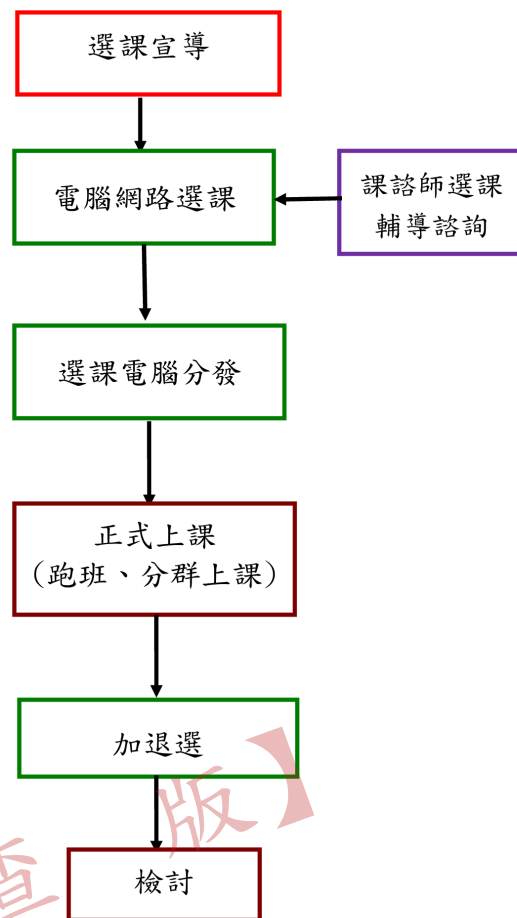 選課宣導
電腦網路選課
課諮師選課
輔導諮詢
選課電腦分發
正式上課
（跑班、分群上課）
加退選
檢討
查版】